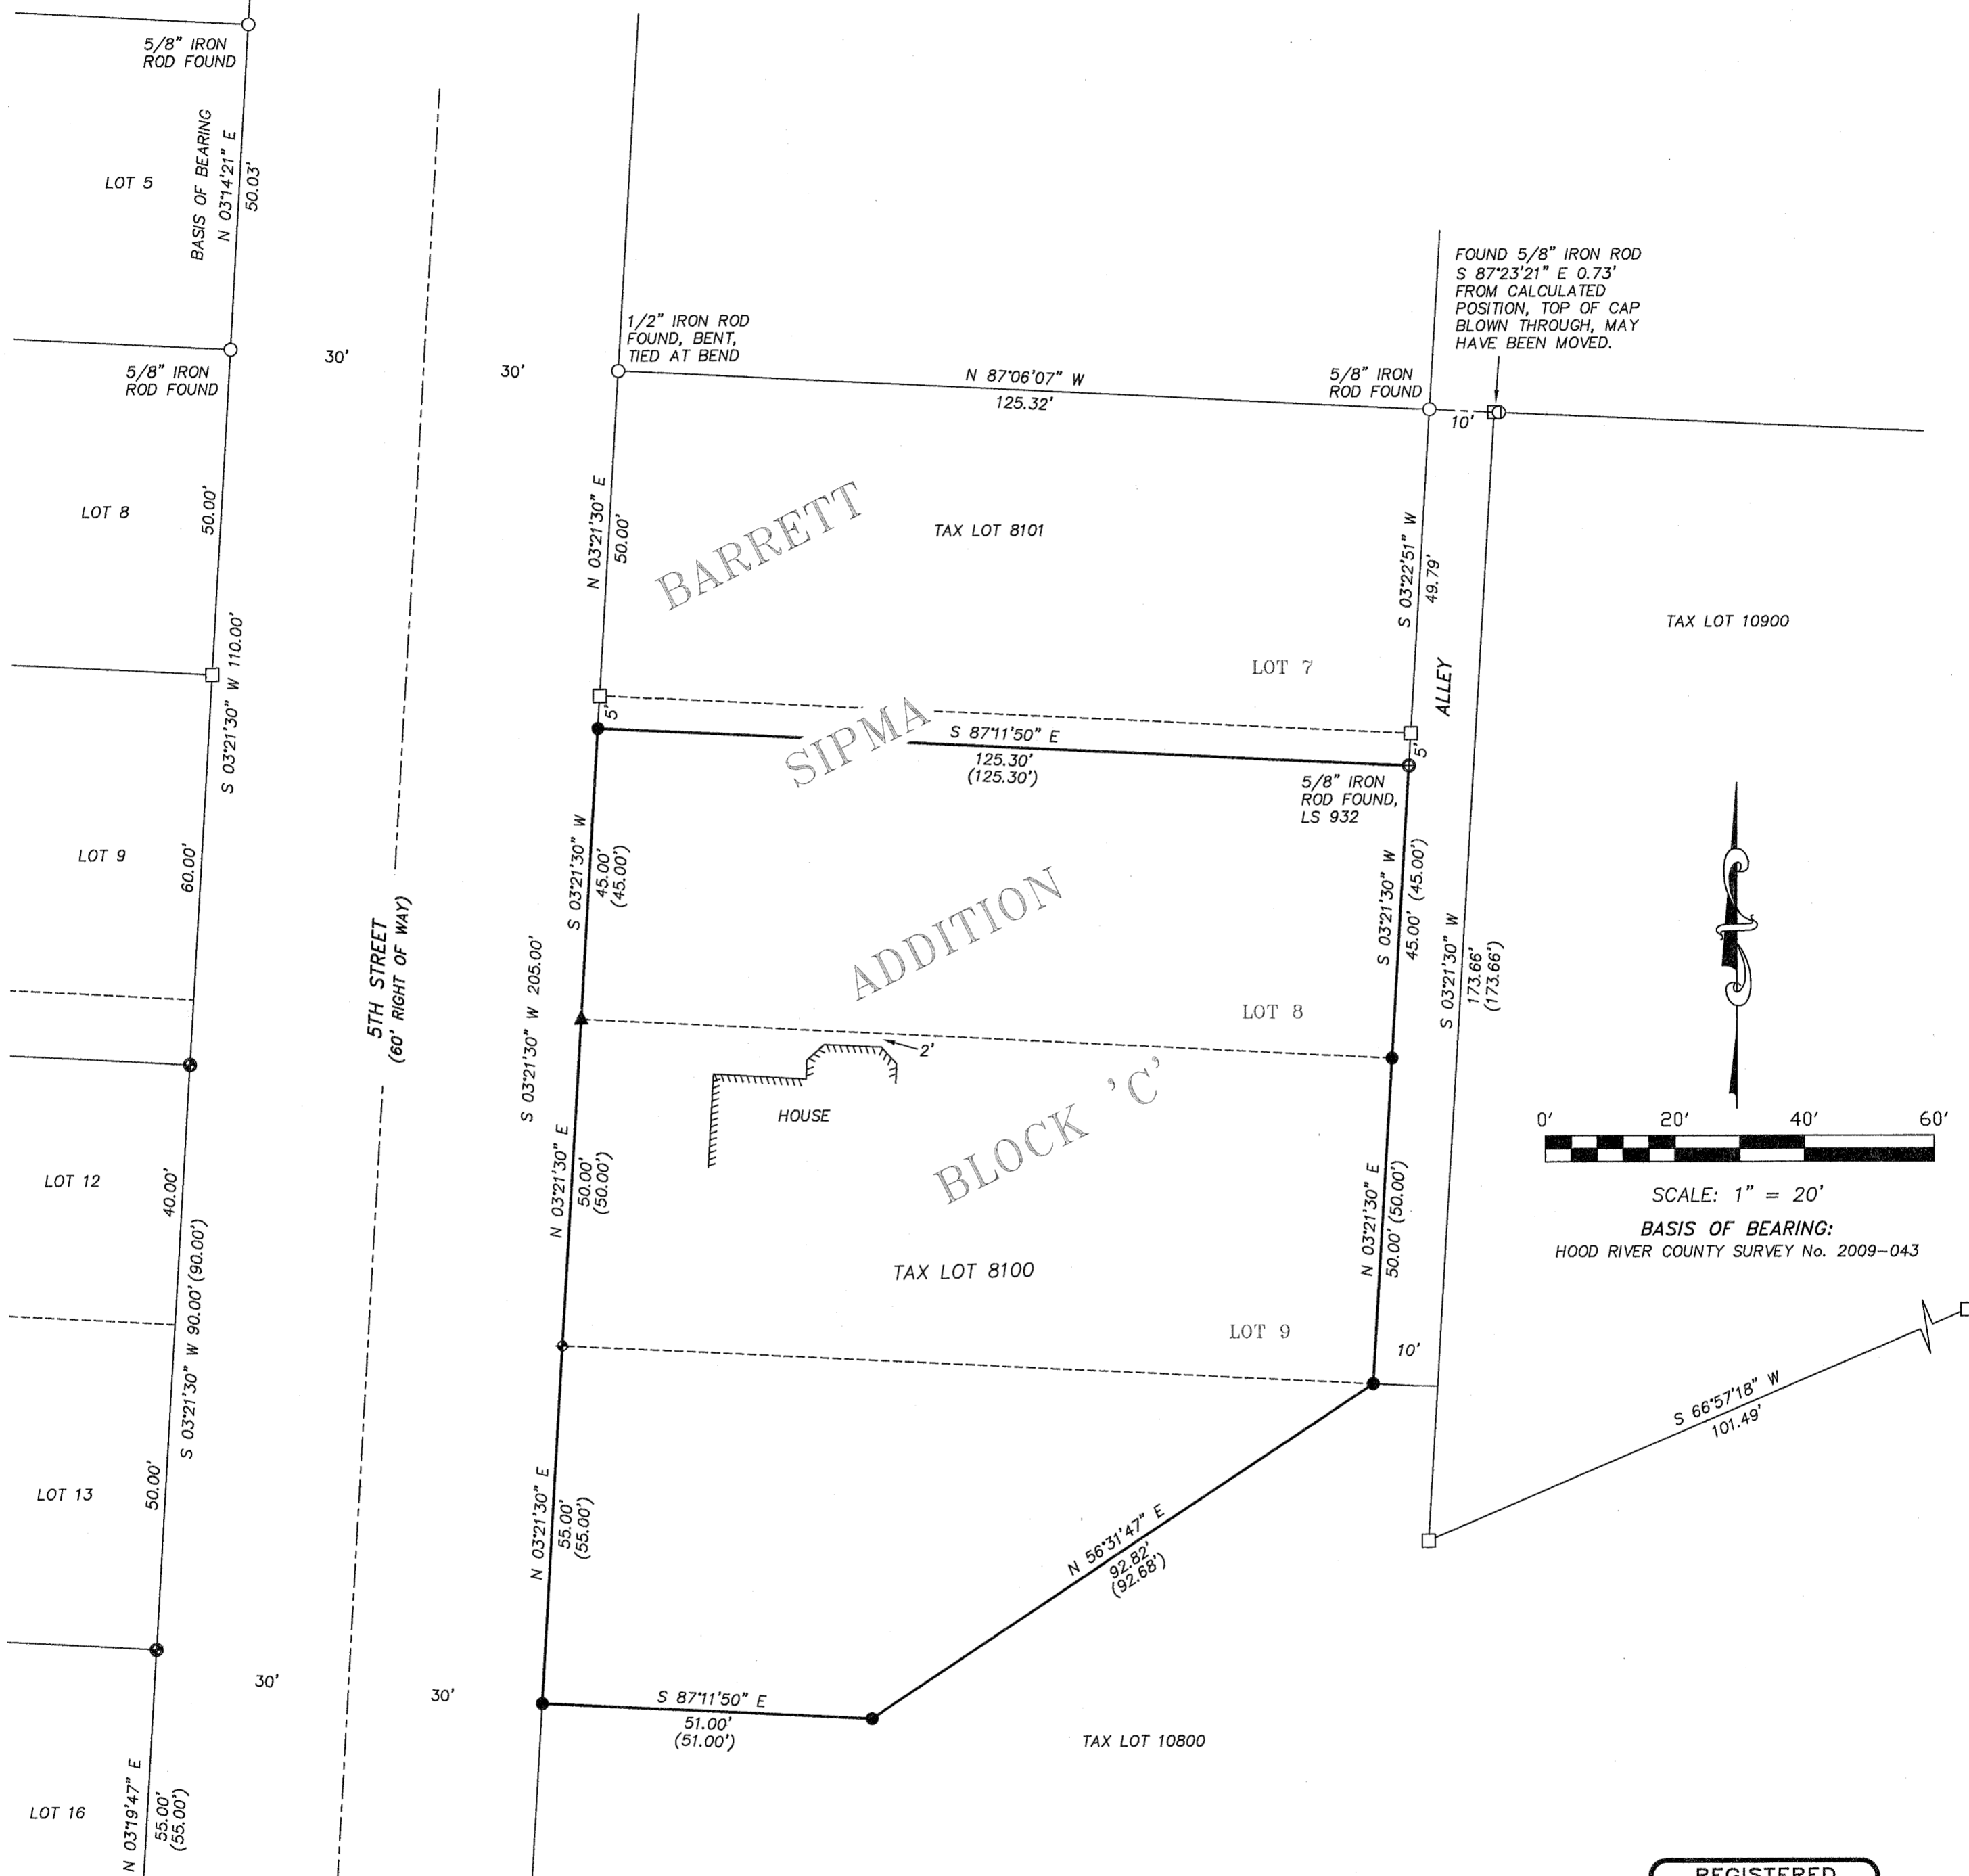 5/8" IRON
ROD FOUND
BASIS OF BEARING
N 03°14'21" E
50.03'
LOT 5
5/8" IRON
ROD FOUND
30'
30'
1/2" IRON ROD
FOUND, BENT,
TIED AT BEND
N 87°06'07" W
125.32'
5/8" IRON
ROD FOUND
FOUND 5/8" IRON ROD
S 87°23'21" E 0.73'
FROM CALCULATED
POSITION, TOP OF CAP
BLOWN THROUGH, MAY
HAVE BEEN MOVED.
10'
LOT 8
50.00'
N 03°21'30" E
50.00'
BARRETT
TAX LOT 8101
S 03°22'51" W
49.79'
TAX LOT 10900
S 03°21'30" W 110.00'
LOT 7
ALLEY
5'
SIPMA
S 87°11'50" E
125.30'
(125.30')
5'
5/8" IRON
ROD FOUND,
LS 932
LOT 9
60.00'
5TH STREET
(60' RIGHT OF WAY)
S 03°21'30" W
45.00'
(45.00')
S 03°21'30" W 205.00'
ADDITION
S 03°21'30" W
45.00' (45.00')
S 03°21'30" W
173.66'
(173.66')
LOT 8
2'
HOUSE
BLOCK 'C'
0' 20' 40' 60'
SCALE: 1" = 20'
BASIS OF BEARING:
HOOD RIVER COUNTY SURVEY No. 2009-043
LOT 12
40.00'
S 03°21'30" W 90.00' (90.00')
N 03°21'30" E
50.00'
(50.00')
N 03°21'30" E
50.00' (50.00')
TAX LOT 8100
LOT 9
10'
S 66°57'18" W
101.49'
LOT 13
50.00'
N 03°21'30" E
55.00'
(55.00')
N 56°31'47" E
92.82'
(92.68')
30'
30'
S 87°11'50" E
51.00'
(51.00')
TAX LOT 10800
LOT 16
N 03°19'47" E
55.00'
(55.00')
REGISTERED